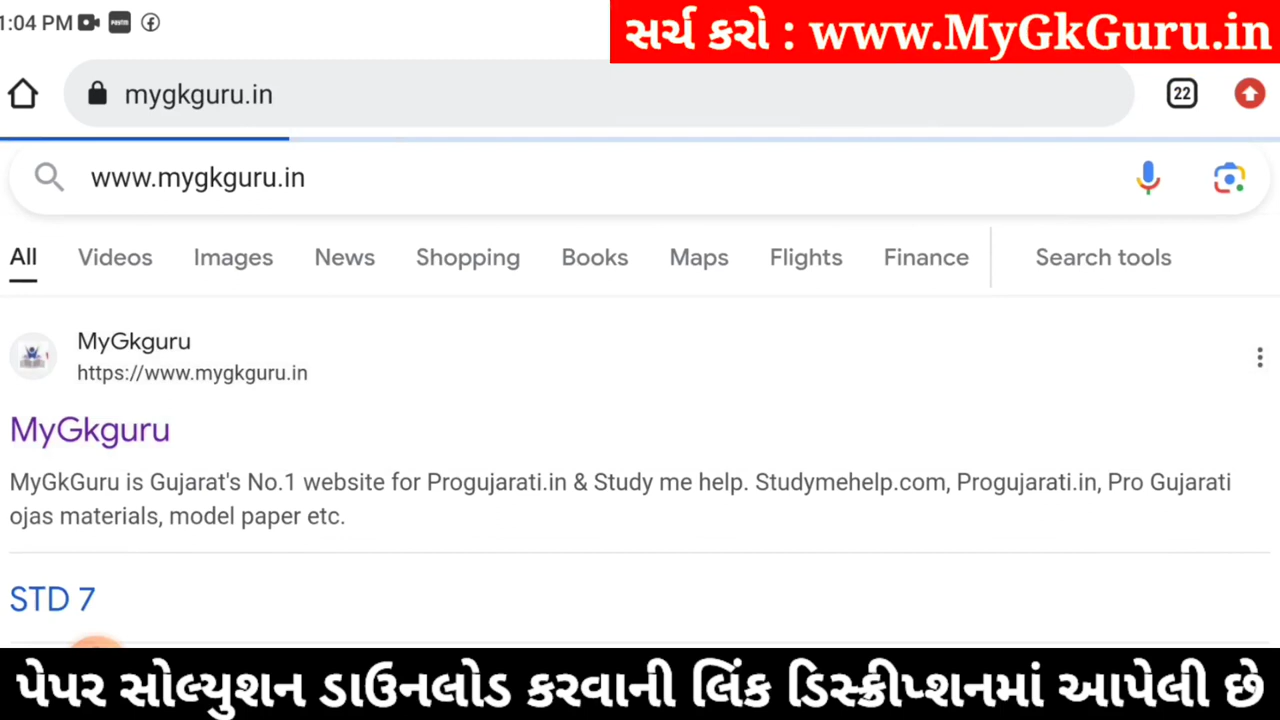 1:04 PM
સર્ચ કરો : www.MyGkGuru.in
mygkguru.in
22
www.mygkguru.in
All Videos Images News Shopping Books Maps Flights Finance Search tools
MyGkguru
https://www.mygkguru.in
MyGkguru
MyGkGuru is Gujarat's No.1 website for Progujarati.in & Study me help. Studymehelp.com, Progujarati.in, Pro Gujarati
ojas materials, model paper etc.
STD 7
પેપર સોલ્યુશન ડાઉનલોડ કરવાની લિંક ડિસ્ક્રીપ્શનમાં આપેલી છે